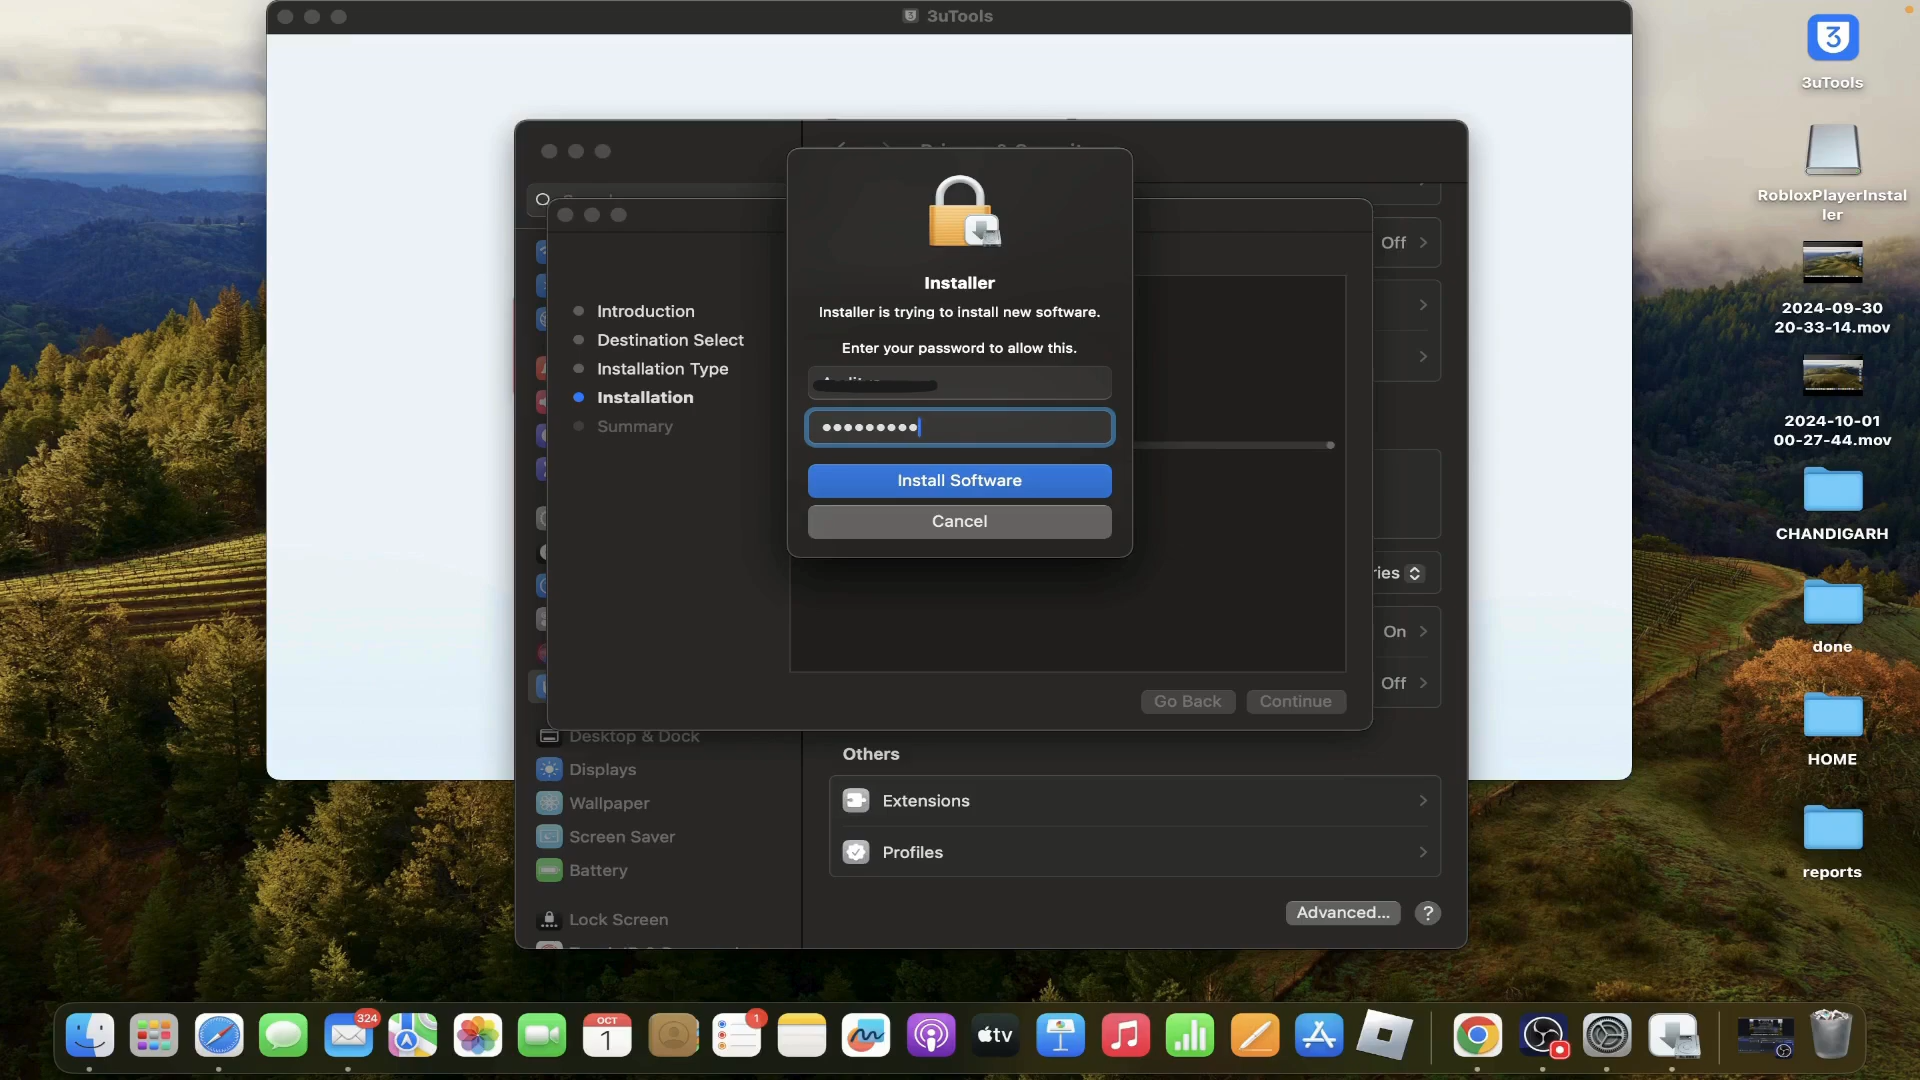 3uTools
Installer
Installer is trying to install new software.
Enter your password to allow this.
Install Software
Cancel
Introduction
Destination Select
Installation Type
Installation
Summary
Go Back
Continue
Off
On
Off
Desktop & Dock
Displays
Wallpaper
Screen Saver
Battery
Lock Screen
Others
Extensions
Profiles
Advanced...
?
3
3uTools
RobloxPlayerInstal
ler
2024-09-30
20-33-14.mov
2024-10-01
00-27-44.mov
CHANDIGARH
done
HOME
reports
324
OCT
1
1
tv